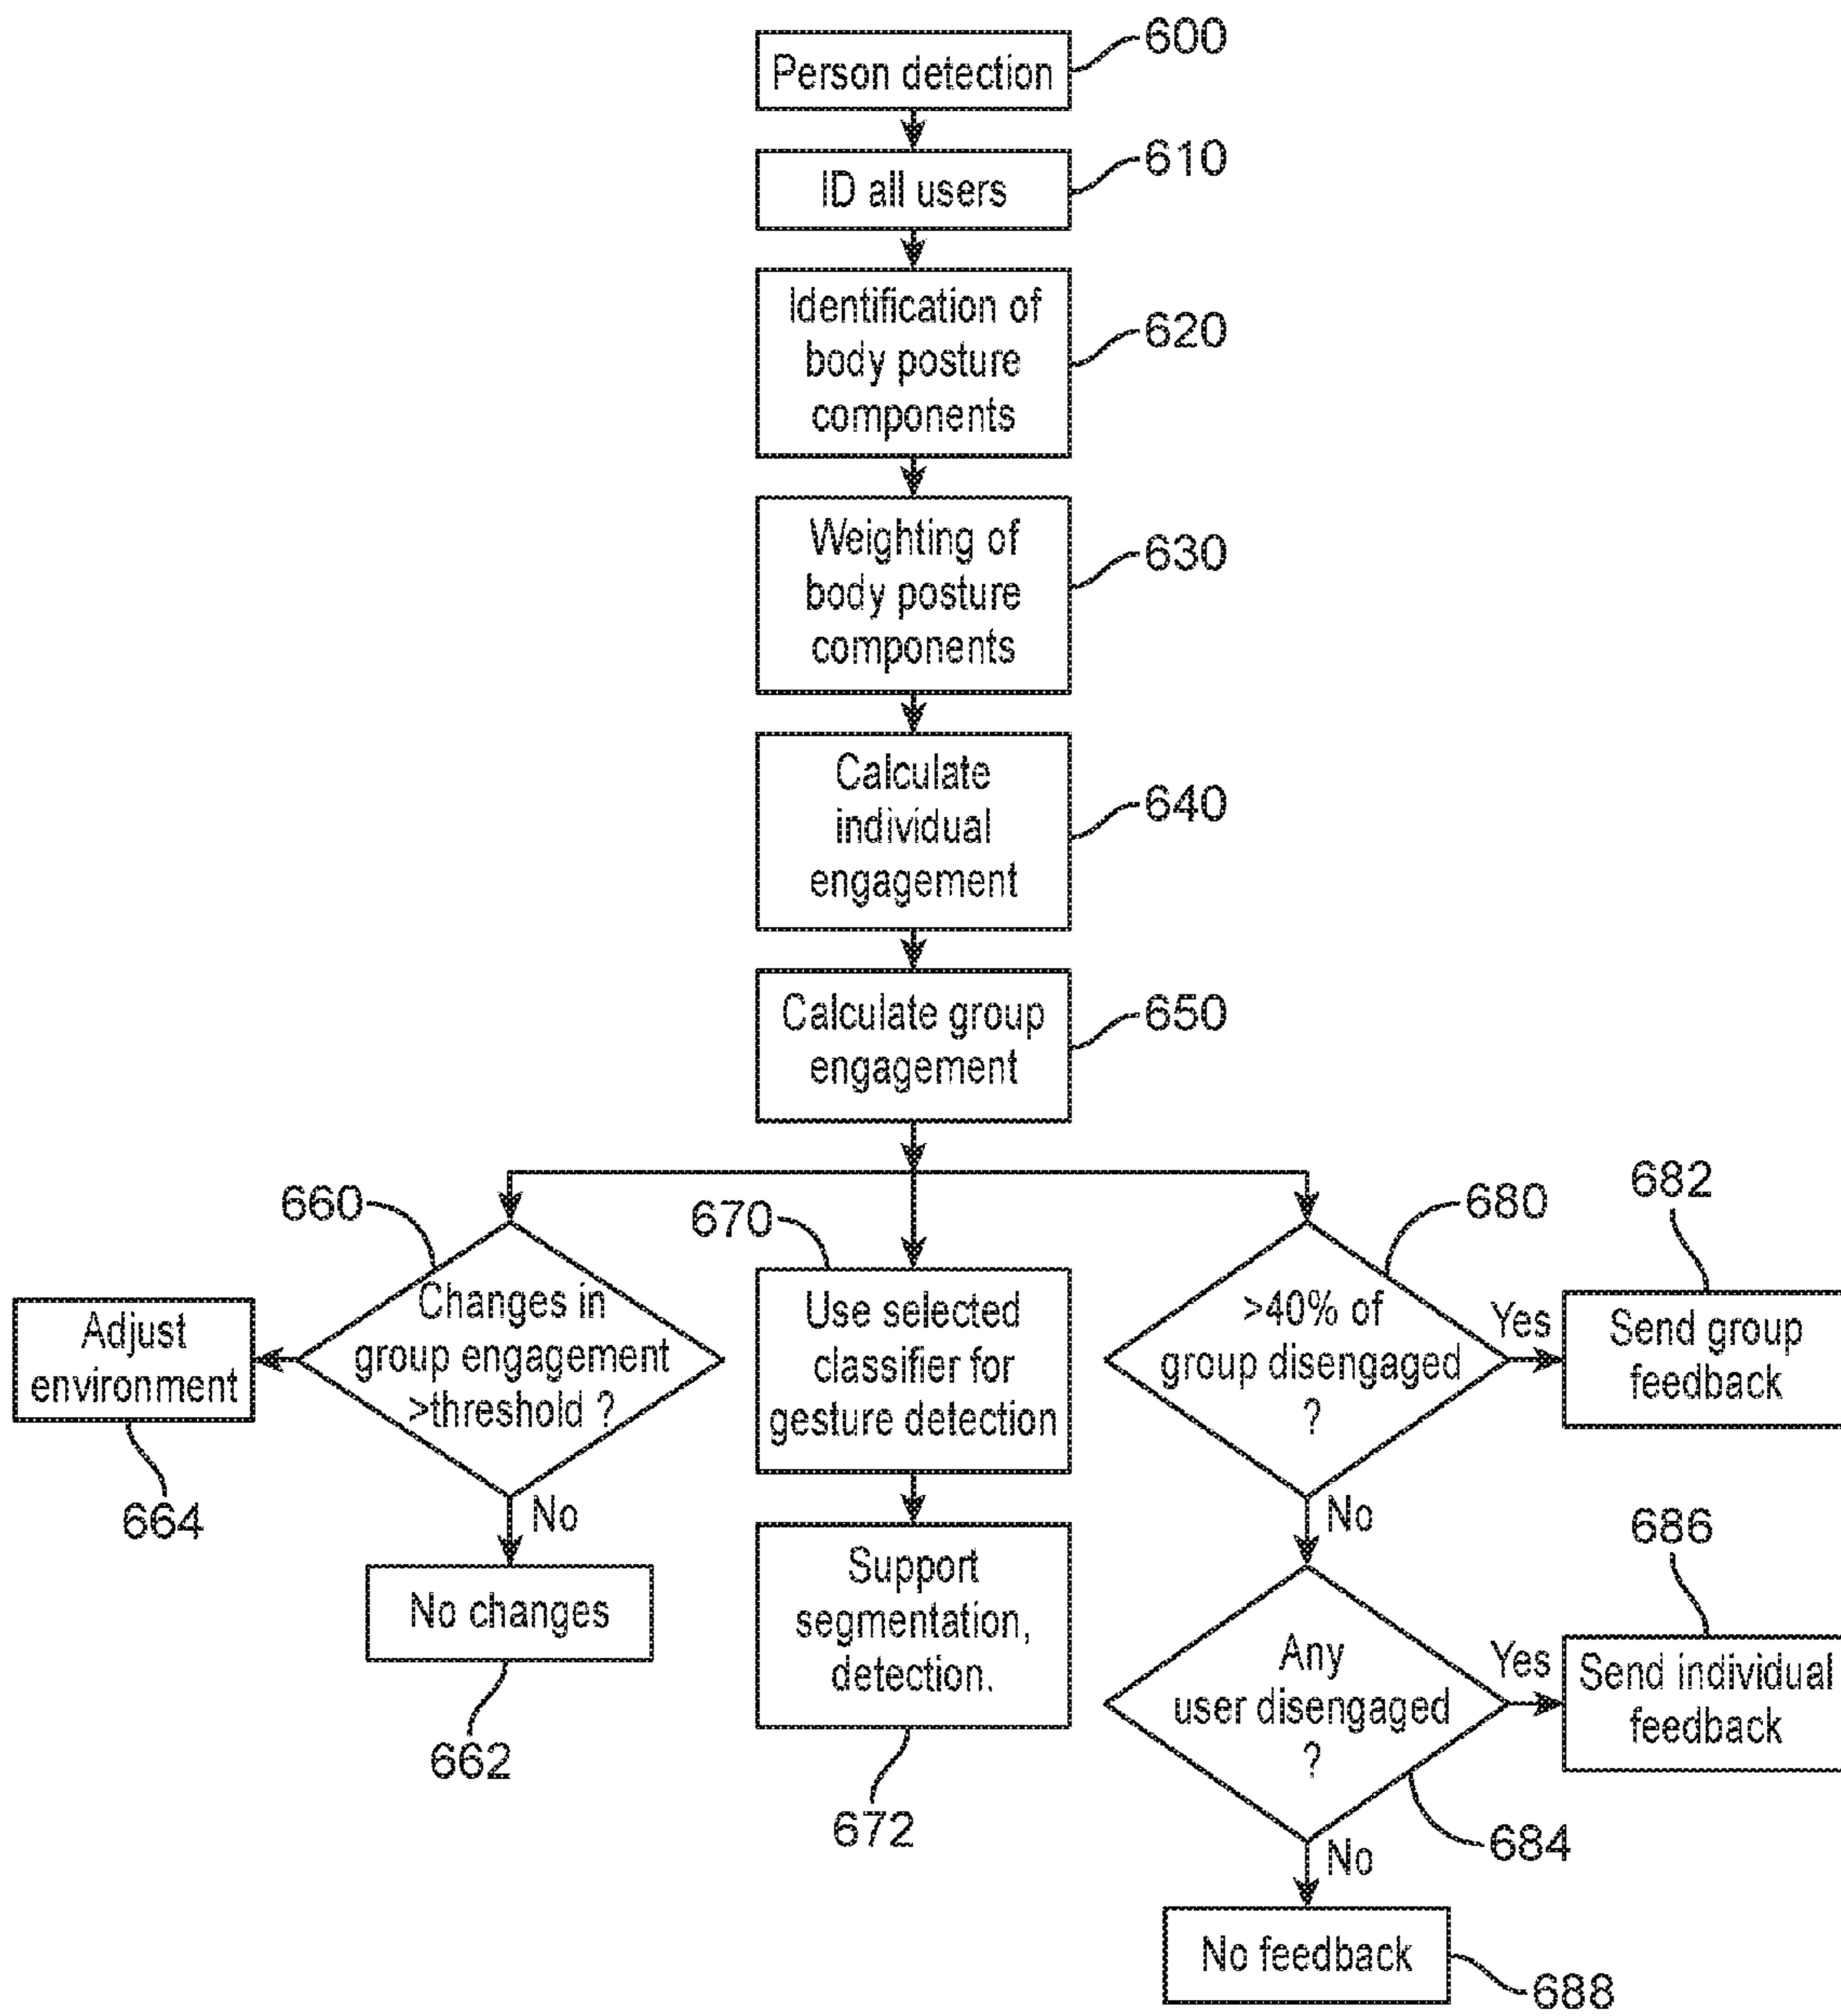 600
Person detection
610
ID all users
Identification of
body posture
components
620
Weighting of
body posture
components
630
Calculate
individual
engagement
640
Calculate group
engagement
650
660
Changes in
group engagement
>threshold ?
Adjust
environment
664
No
No changes
662
670
Use selected
classifier for
gesture detection
Support
segmentation,
detection.
672
680
>40% of
group disengaged
?
Yes
682
Send group
feedback
No
Any
user disengaged
?
684
Yes
686
Send individual
feedback
No
No feedback
688